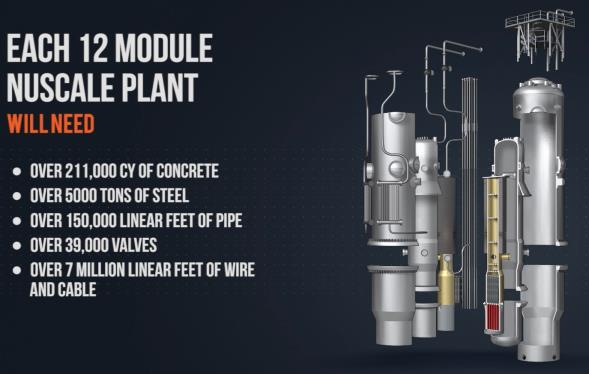 EACH 12 MODULE
NUSCALE PLANT
WILL NEED
• OVER 211,000 CY OF CONCRETE
• OVER 5000 TONS OF STEEL
• OVER 150,000 LINEAR FEET OF PIPE
• OVER 39,000 VALVES
• OVER 7 MILLION LINEAR FEET OF WIRE
AND CABLE